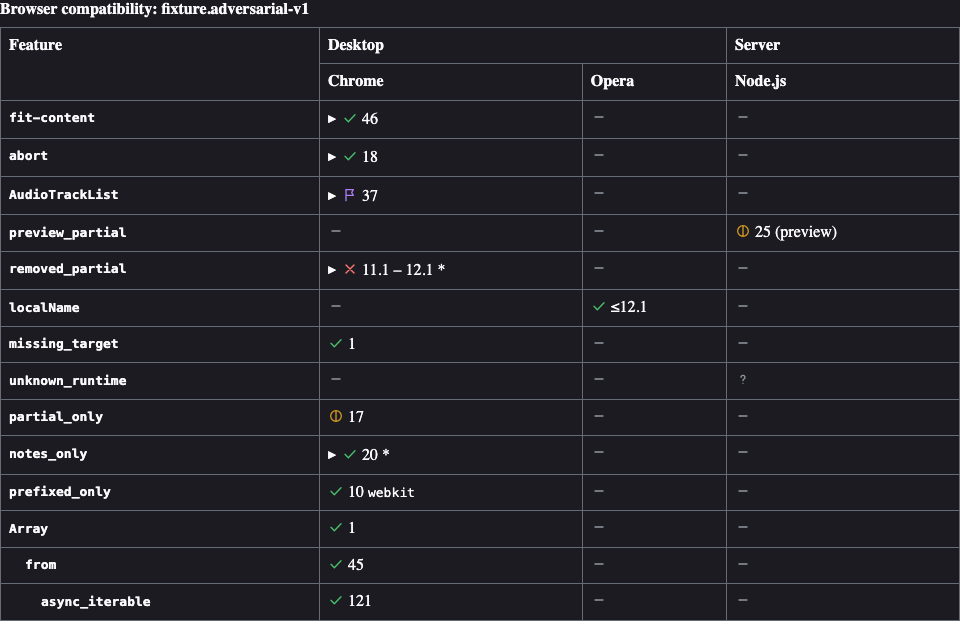 Browser compatibility: fixture.adversarial-v1
Feature Desktop Server
Chrome Opera Node.js
fit-content ▶ ✓ 46 — —
abort ▶ ✓ 18 — —
AudioTrackList ▶ 37 — —
preview_partial — — 25 (preview)
removed_partial ▶ ✕ 11.1 – 12.1 * — —
localName — ✓ ≤12.1 —
missing_target ✓ 1 — —
unknown_runtime — — ?
partial_only 17 — —
notes_only ▶ ✓ 20 * — —
prefixed_only ✓ 10 webkit — —
Array ✓ 1 — —
from ✓ 45 — —
async_iterable ✓ 121 — —